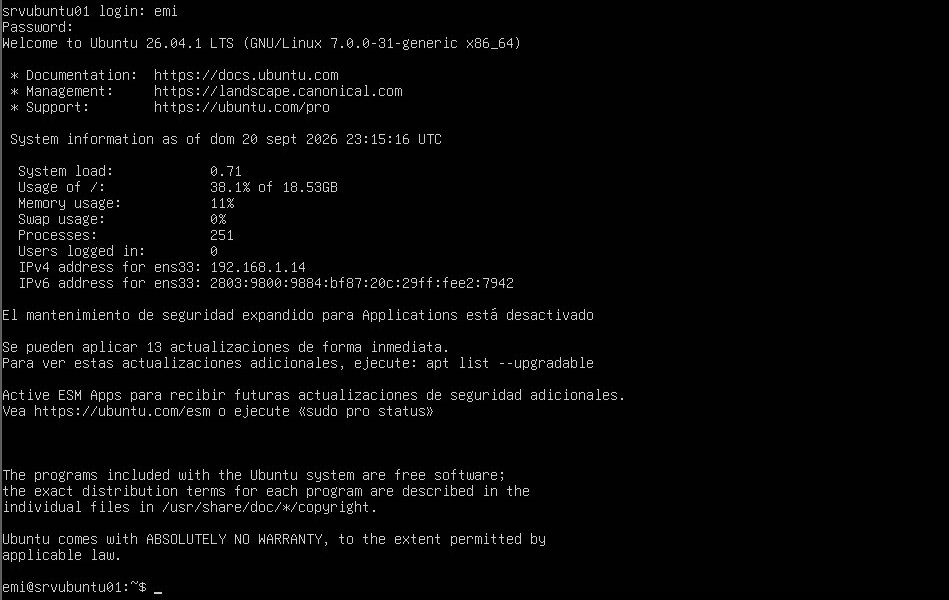 srvubuntu01 login: emi
Password:
Welcome to Ubuntu 26.04.1 LTS (GNU/Linux 7.0.0-31-generic x86_64)
* Documentation: https://docs.ubuntu.com
* Management: https://landscape.canonical.com
* Support: https://ubuntu.com/pro
System information as of dom 20 sept 2026 23:15:16 UTC
System load: 0.71
Usage of /: 38.1% of 18.53GB
Memory usage: 11%
Swap usage: 0%
Processes: 251
Users logged in: 0
IPv4 address for ens33: 192.168.1.14
IPv6 address for ens33: 2803:9800:9884:bf87:20c:29ff:fee2:7942
El mantenimiento de seguridad expandido para Applications está desactivado
Se pueden aplicar 13 actualizaciones de forma inmediata.
Para ver estas actualizaciones adicionales, ejecute: apt list --upgradable
Active ESM Apps para recibir futuras actualizaciones de seguridad adicionales.
Vea https://ubuntu.com/esm o ejecute «sudo pro status»
The programs included with the Ubuntu system are free software;
the exact distribution terms for each program are described in the
individual files in /usr/share/doc/*/copyright.
Ubuntu comes with ABSOLUTELY NO WARRANTY, to the extent permitted by
applicable law.
emi@srvubuntu01:~$ _